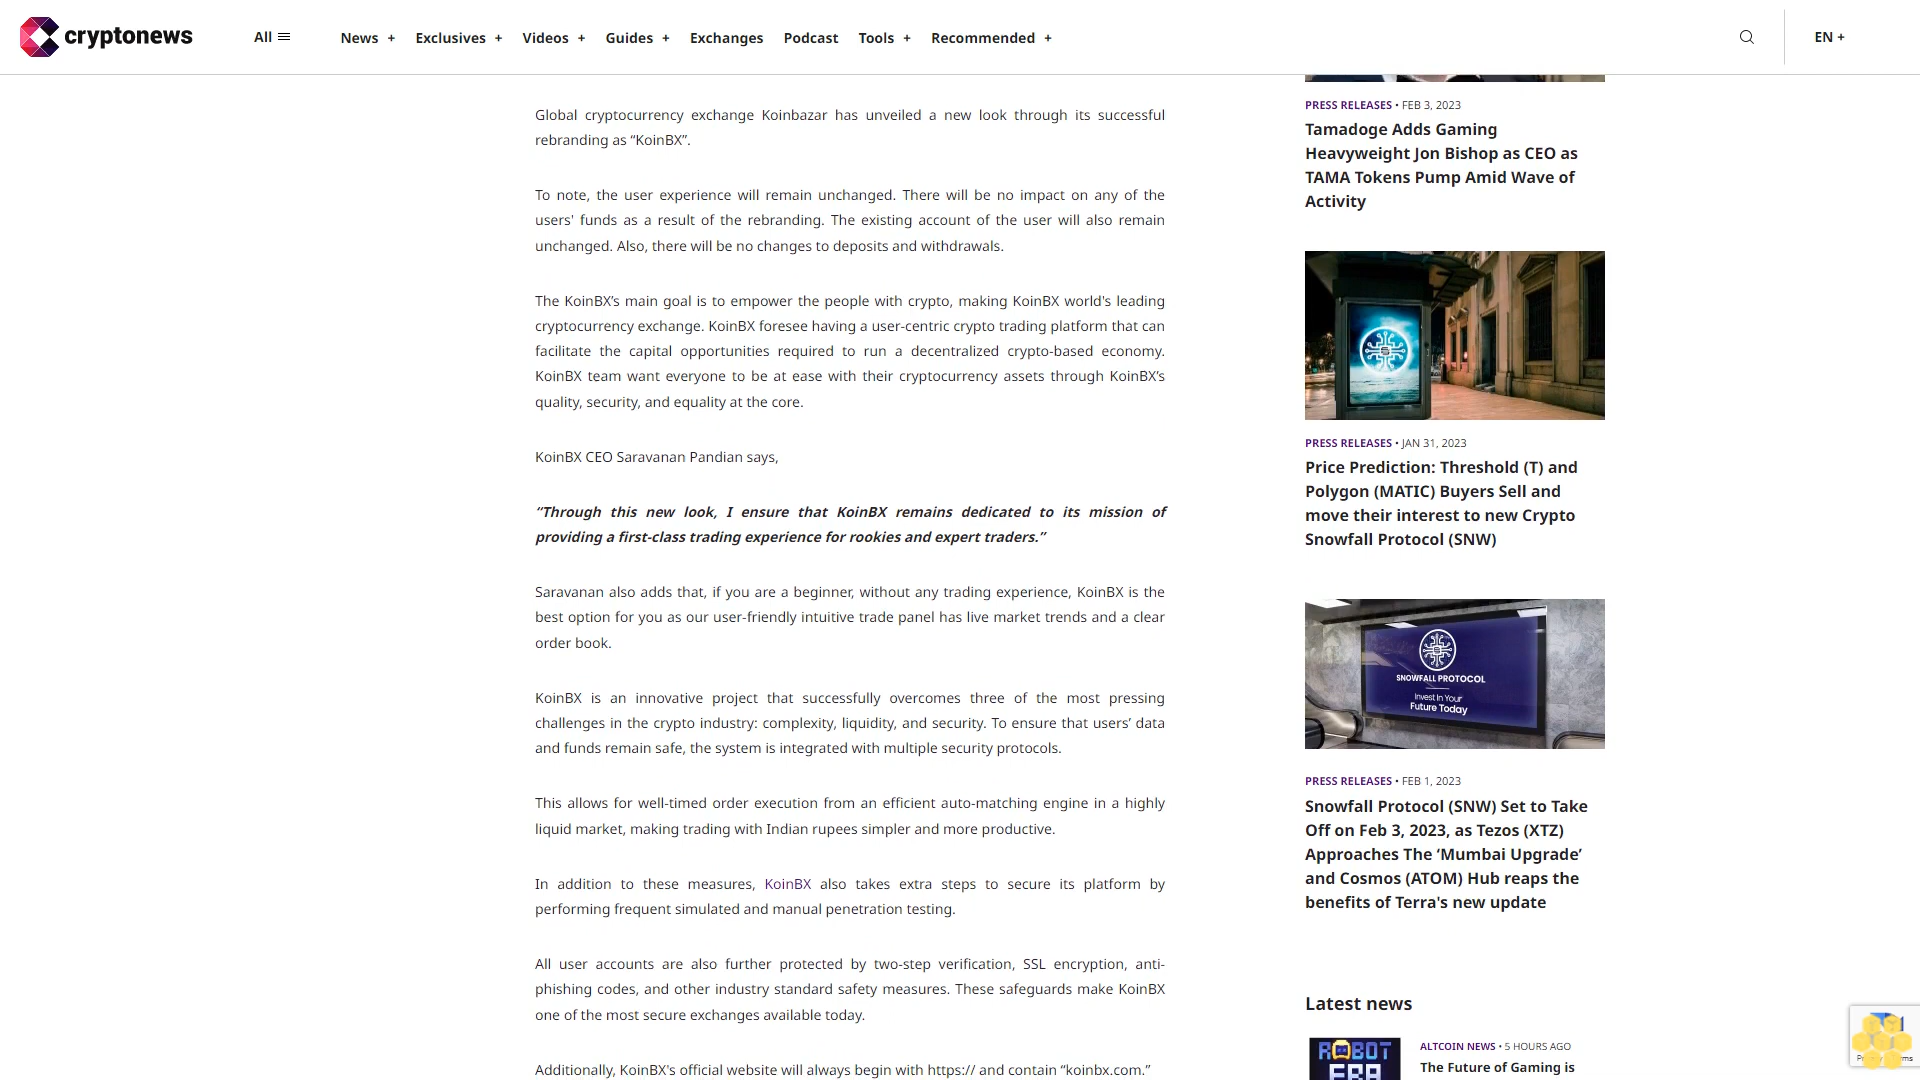 cryptonews
All
News +
Exclusives +
Videos +
Guides +
Exchanges
Podcast
Tools +
Recommended +
EN +
Global cryptocurrency exchange Koinbazar has unveiled a new look through its successful
rebranding as “KoinBX”.
To note, the user experience will remain unchanged. There will be no impact on any of the
users' funds as a result of the rebranding. The existing account of the user will also remain
unchanged. Also, there will be no changes to deposits and withdrawals.
The KoinBX’s main goal is to empower the people with crypto, making KoinBX world's leading
cryptocurrency exchange. KoinBX foresee having a user-centric crypto trading platform that can
facilitate the capital opportunities required to run a decentralized crypto-based economy.
KoinBX team want everyone to be at ease with their cryptocurrency assets through KoinBX’s
quality, security, and equality at the core.
KoinBX CEO Saravanan Pandian says,
“Through this new look, I ensure that KoinBX remains dedicated to its mission of
providing a first-class trading experience for rookies and expert traders.”
Saravanan also adds that, if you are a beginner, without any trading experience, KoinBX is the
best option for you as our user-friendly intuitive trade panel has live market trends and a clear
order book.
KoinBX is an innovative project that successfully overcomes three of the most pressing
challenges in the crypto industry: complexity, liquidity, and security. To ensure that users’ data
and funds remain safe, the system is integrated with multiple security protocols.
This allows for well-timed order execution from an efficient auto-matching engine in a highly
liquid market, making trading with Indian rupees simpler and more productive.
In addition to these measures, KoinBX also takes extra steps to secure its platform by
performing frequent simulated and manual penetration testing.
All user accounts are also further protected by two-step verification, SSL encryption, anti-
phishing codes, and other industry standard safety measures. These safeguards make KoinBX
one of the most secure exchanges available today.
Additionally, KoinBX's official website will always begin with https:// and contain “koinbx.com.”
PRESS RELEASES • FEB 3, 2023
Tamadoge Adds Gaming
Heavyweight Jon Bishop as CEO as
TAMA Tokens Pump Amid Wave of
Activity
PRESS RELEASES • JAN 31, 2023
Price Prediction: Threshold (T) and
Polygon (MATIC) Buyers Sell and
move their interest to new Crypto
Snowfall Protocol (SNW)
SNOWFALL PROTOCOL
Invest In Your
Future Today
PRESS RELEASES • FEB 1, 2023
Snowfall Protocol (SNW) Set to Take
Off on Feb 3, 2023, as Tezos (XTZ)
Approaches The ‘Mumbai Upgrade’
and Cosmos (ATOM) Hub reaps the
benefits of Terra's new update
Latest news
ROBOT
ERA
ALTCOIN NEWS • 5 HOURS AGO
The Future of Gaming is